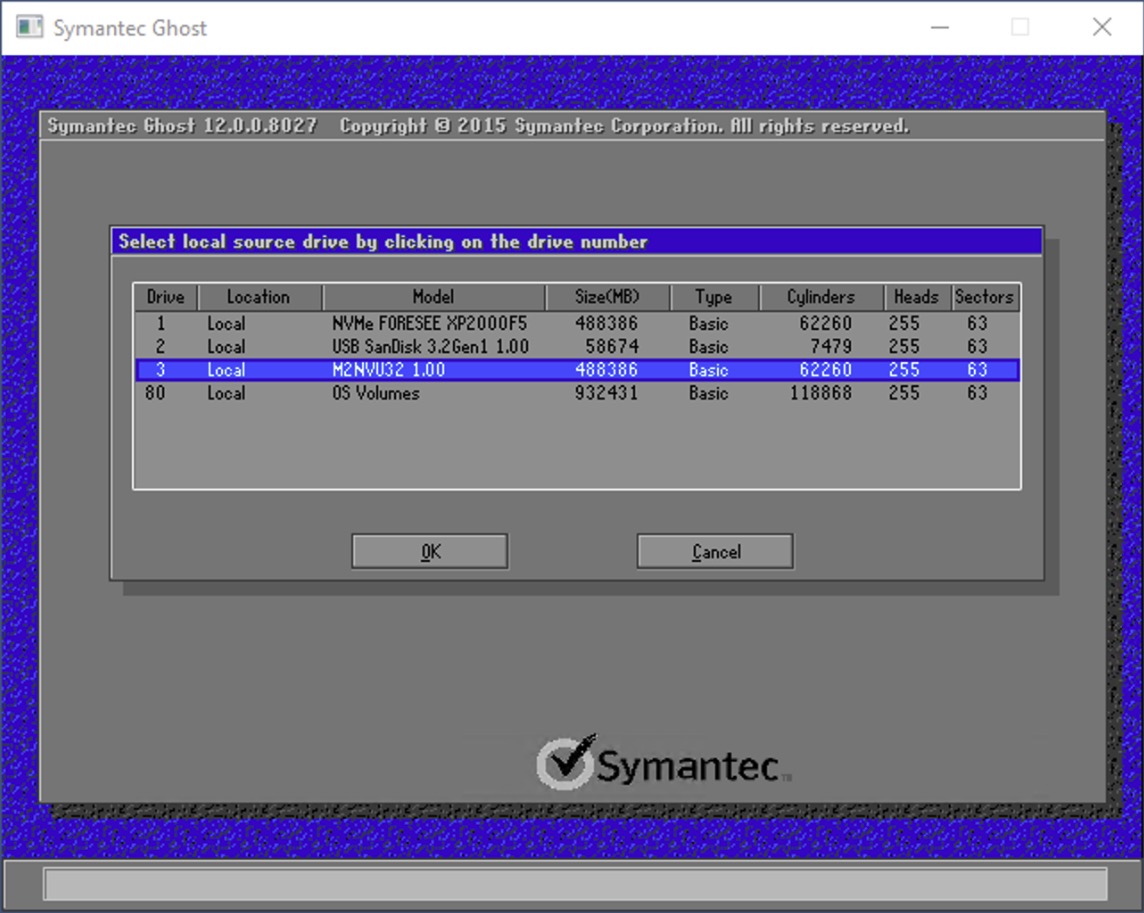 Symantec Ghost
Symantec Ghost 12.0.0.8027 Copyright © 2015 Symantec Corporation. All rights reserved.
Select local source drive by clicking on the drive number
Drive Location Model Size(MB) Type Cylinders Heads Sectors
1 Local NVMe FORESEE XP2000F5 488386 Basic 62260 255 63
2 Local USB SanDisk 3.2Gen1 1.00 58674 Basic 7479 255 63
3 Local M2NVU32 1.00 488386 Basic 62260 255 63
80 Local OS Volumes 932431 Basic 118868 255 63
OK Cancel
Symantec™